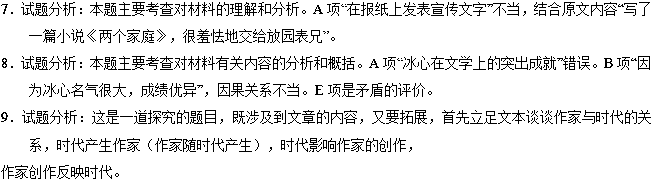 7．试题分析：本题主要考查对材料的理解和分析。A 项“在报纸上发表宣传文字”不当，结合原文内容“写了
一篇小说《两个家庭》，很羞怯地交给放园表兄”。
8．试题分析：本题主要考查对材料有关内容的分析和概括。A 项“冰心在文学上的突出成就”错误。B 项“因
为冰心名气很大，成绩优异”，因果关系不当。E 项是矛盾的评价。
9．试题分析：这是一道探究的题目，既涉及到文章的内容，又要拓展，首先立足文本谈谈作家与时代的关
系，时代产生作家（作家随时代产生），时代影响作家的创作，
作家创作反映时代。